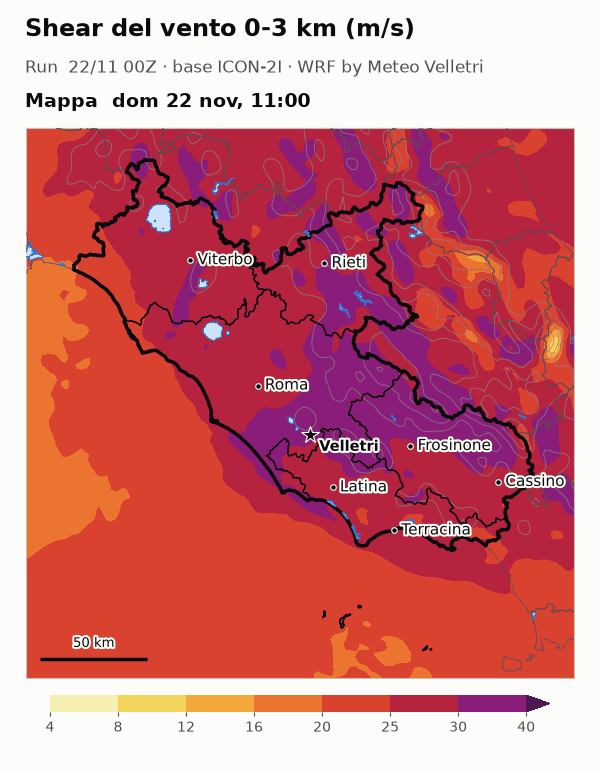 Shear del vento 0-3 km (m/s)
Run  22/11 00Z · base ICON-2I · WRF by Meteo Velletri
Mappa  dom 22 nov, 11:00
Viterbo
Rieti
Roma
Velletri
Frosinone
Cassino
Latina
Terracina
50 km
4 8 12 16 20 25 30 40